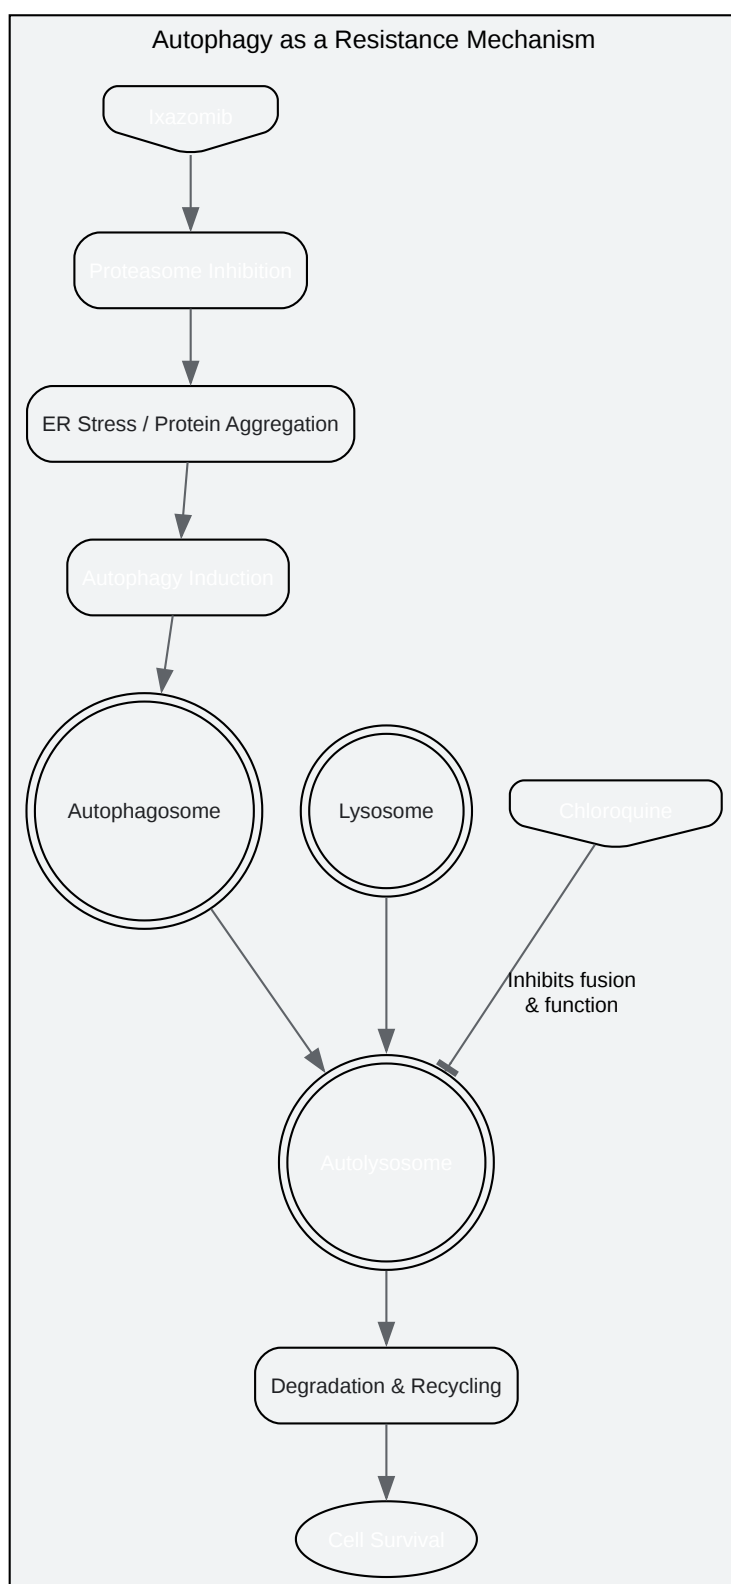 Autophagy as a Resistance Mechanism
Ixazomib
Proteasome Inhibition
ER Stress / Protein Aggregation
Autophagy Induction
Autophagosome
Lysosome
Chloroquine
Inhibits fusion
& function
Autolysosome
Degradation & Recycling
Cell Survival